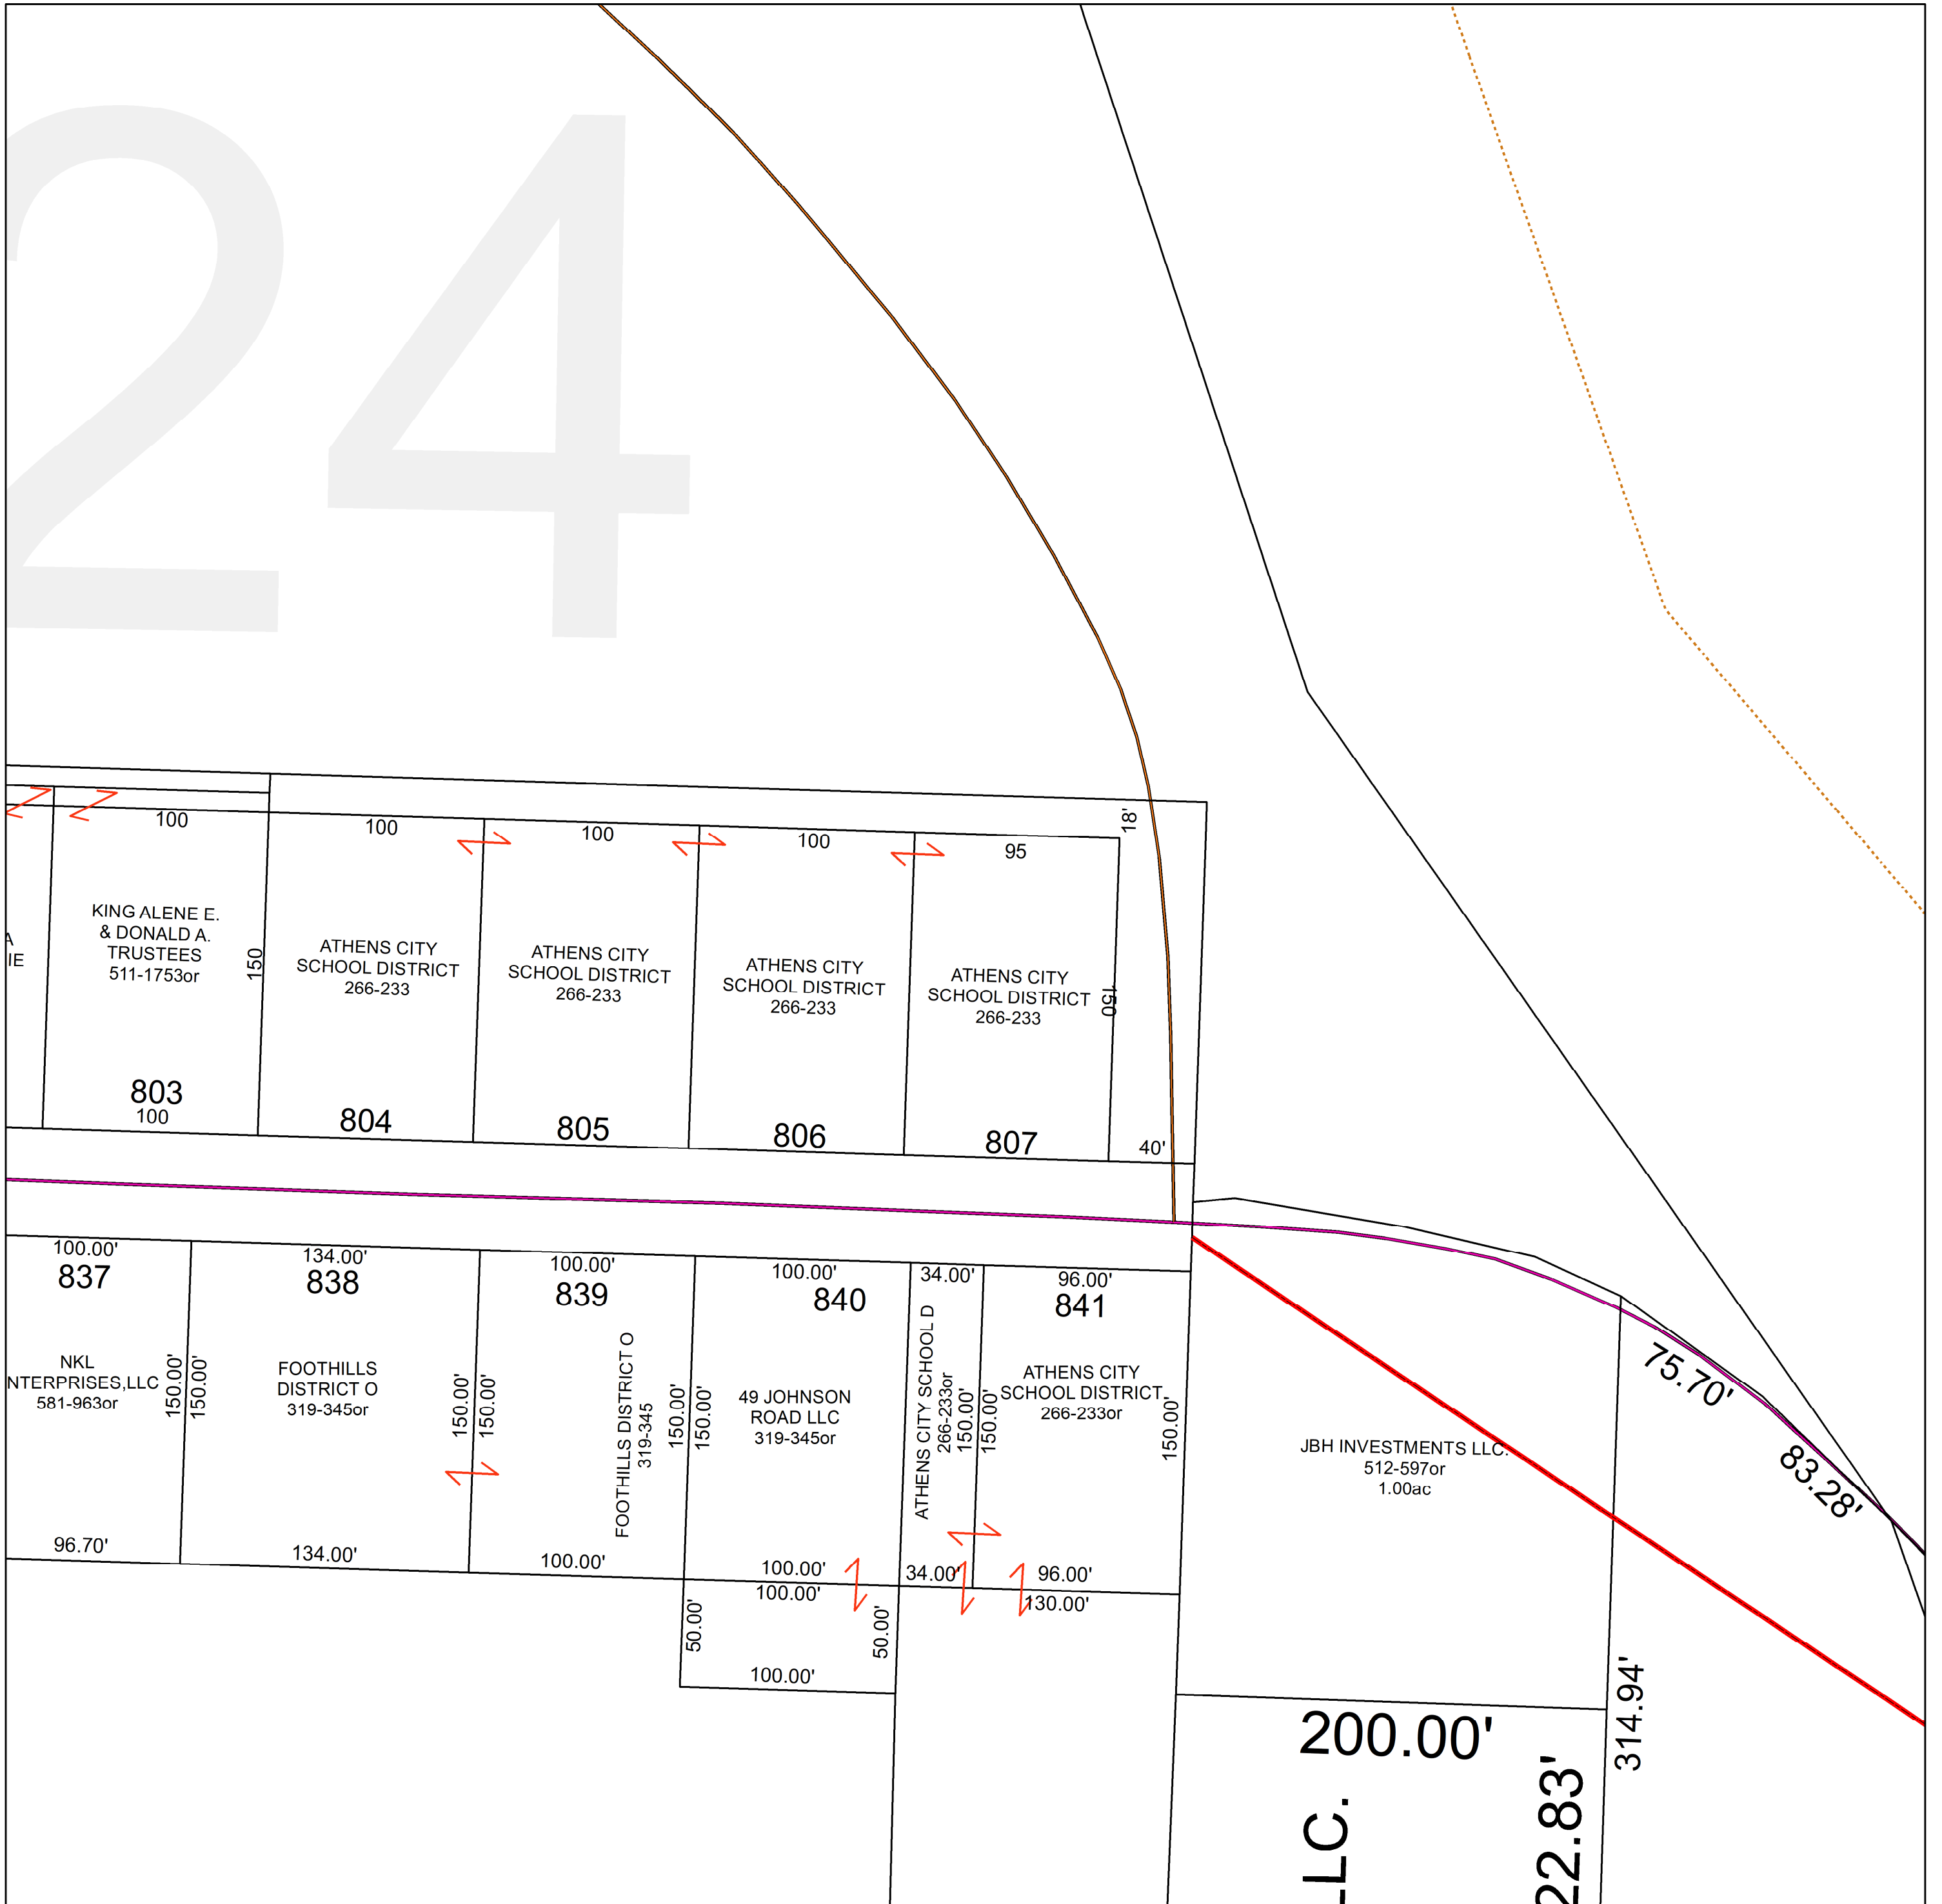 24
18'
100
100
100
100
95
KING ALENE E.
& DONALD A.
TRUSTEES
511-1753or
150
803
100
A
IE
ATHENS CITY
SCHOOL DISTRICT
266-233
804
ATHENS CITY
SCHOOL DISTRICT
266-233
805
ATHENS CITY
SCHOOL DISTRICT
266-233
806
ATHENS CITY
SCHOOL DISTRICT
266-233
150
807
40'
100.00'
837
NKL
NTERPRISES,LLC
581-963or
150.00'
96.70'
134.00'
838
150.00'
FOOTHILLS
DISTRICT O
319-345or
150.00'
134.00'
100.00'
839
150.00'
FOOTHILLS DISTRICT O
319-345
150.00'
100.00'
100.00'
840
150.00'
49 JOHNSON
ROAD LLC
319-345or
100.00'
34.00'
ATHENS CITY SCHOOL D
266-233or
150.00'
34.00'
96.00'
841
150.00'
ATHENS CITY
SCHOOL DISTRICT
266-233or
150.00'
96.00'
100.00'
50.00'
50.00'
100.00'
130.00'
JBH INVESTMENTS LLC.
512-597or
1.00ac
75.70'
83.28'
200.00'
314.94'
22.83'
LLC.